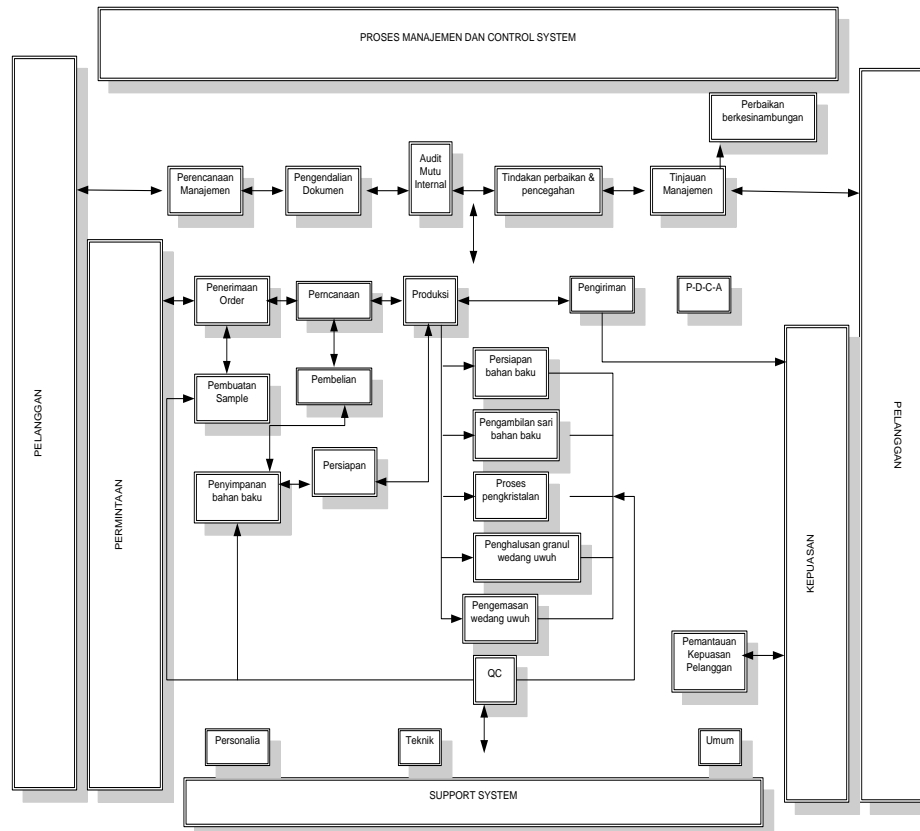 PROSES MANAJEMEN DAN CONTROL SYSTEM
Perbaikan
berkesinambungan
Perencanaan
Manajemen
Pengendalian
Dokumen
Audit
Mutu
Internal
Tindakan perbaikan &
pencegahan
Tinjauan
Manajemen
PELANGGAN
PERMINTAAN
Penerimaan
Order
Perncanaan
Produksi
Pengiriman
P-D-C-A
Pembuatan
Sample
Pembelian
Persiapan
bahan baku
Pengambilan sari
bahan baku
Penyimpanan
bahan baku
Persiapan
Proses
pengkristalan
Penghalusan granul
wedang uwuh
Pengemasan
wedang uwuh
QC
Pemantauan
Kepuasan
Pelanggan
KEPUASAN
PELANGGAN
Personalia
Teknik
Umum
SUPPORT SYSTEM